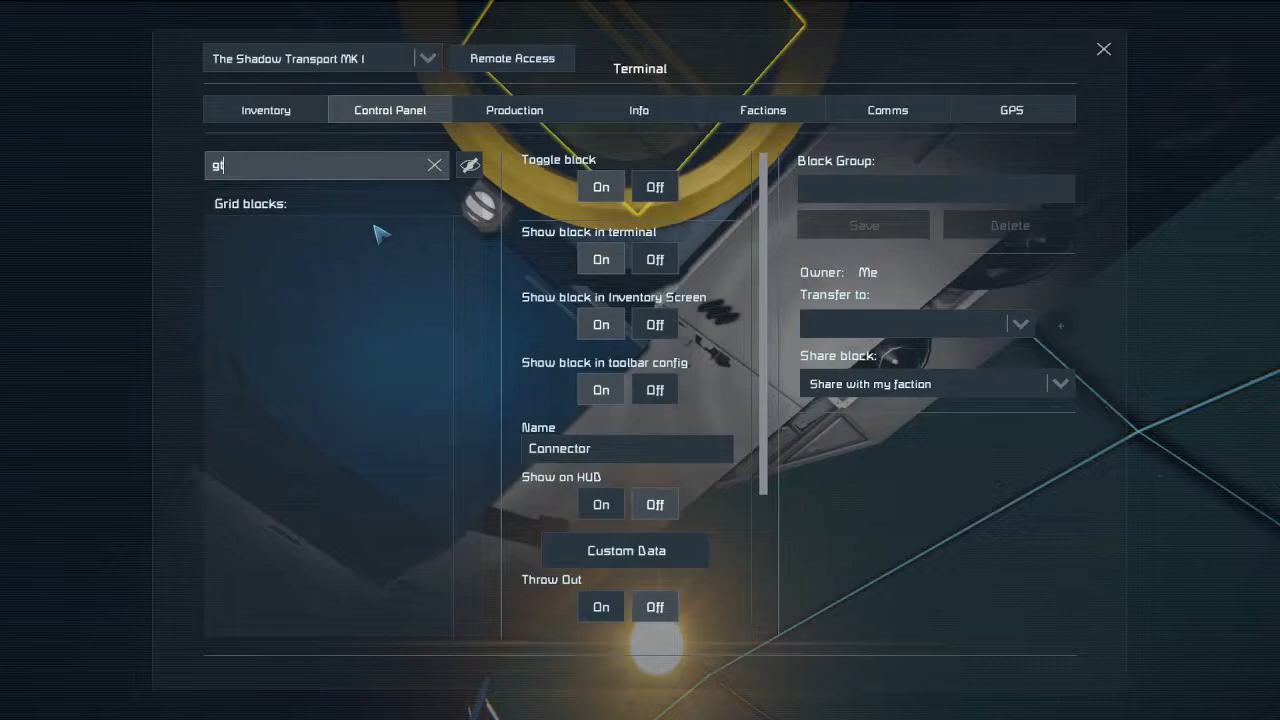 The Shadow Transport MK I
Remote Access
Terminal
Inventory
Control Panel
Production
Info
Factions
Comms
GPS
gt
Grid blocks:
Toggle block
On
Off
Show block in terminal
On
Off
Show block in Inventory Screen
On
Off
Show block in toolbar config
On
Off
Name
Connector
Show on HUD
On
Off
Custom Data
Throw Out
On
Off
Block Group:
Save
Delete
Owner: Me
Transfer to:
Share block:
Share with my faction